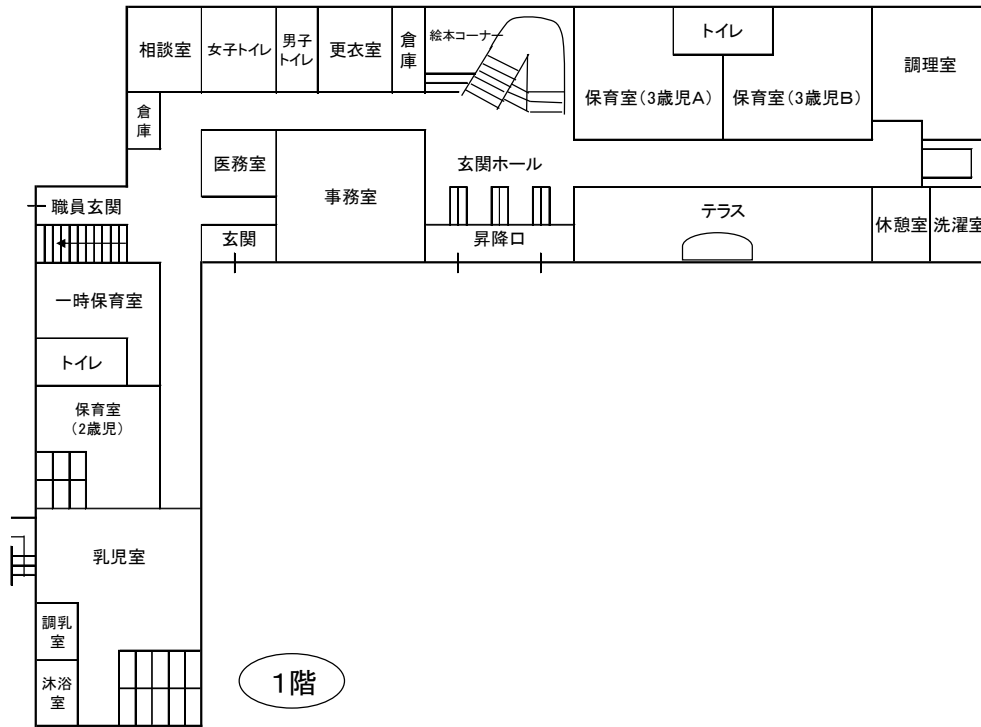 相談室
女子トイレ
男子
トイレ
更衣室
倉
庫
絵本コーナー
トイレ
調理室
保育室(3歳児A)
保育室(3歳児B)
倉
庫
医務室
事務室
玄関ホール
職員玄関
玄関
昇降口
テラス
休憩室
洗濯室
一時保育室
トイレ
保育室
(2歳児)
乳児室
調乳
室
沐浴
室
1階